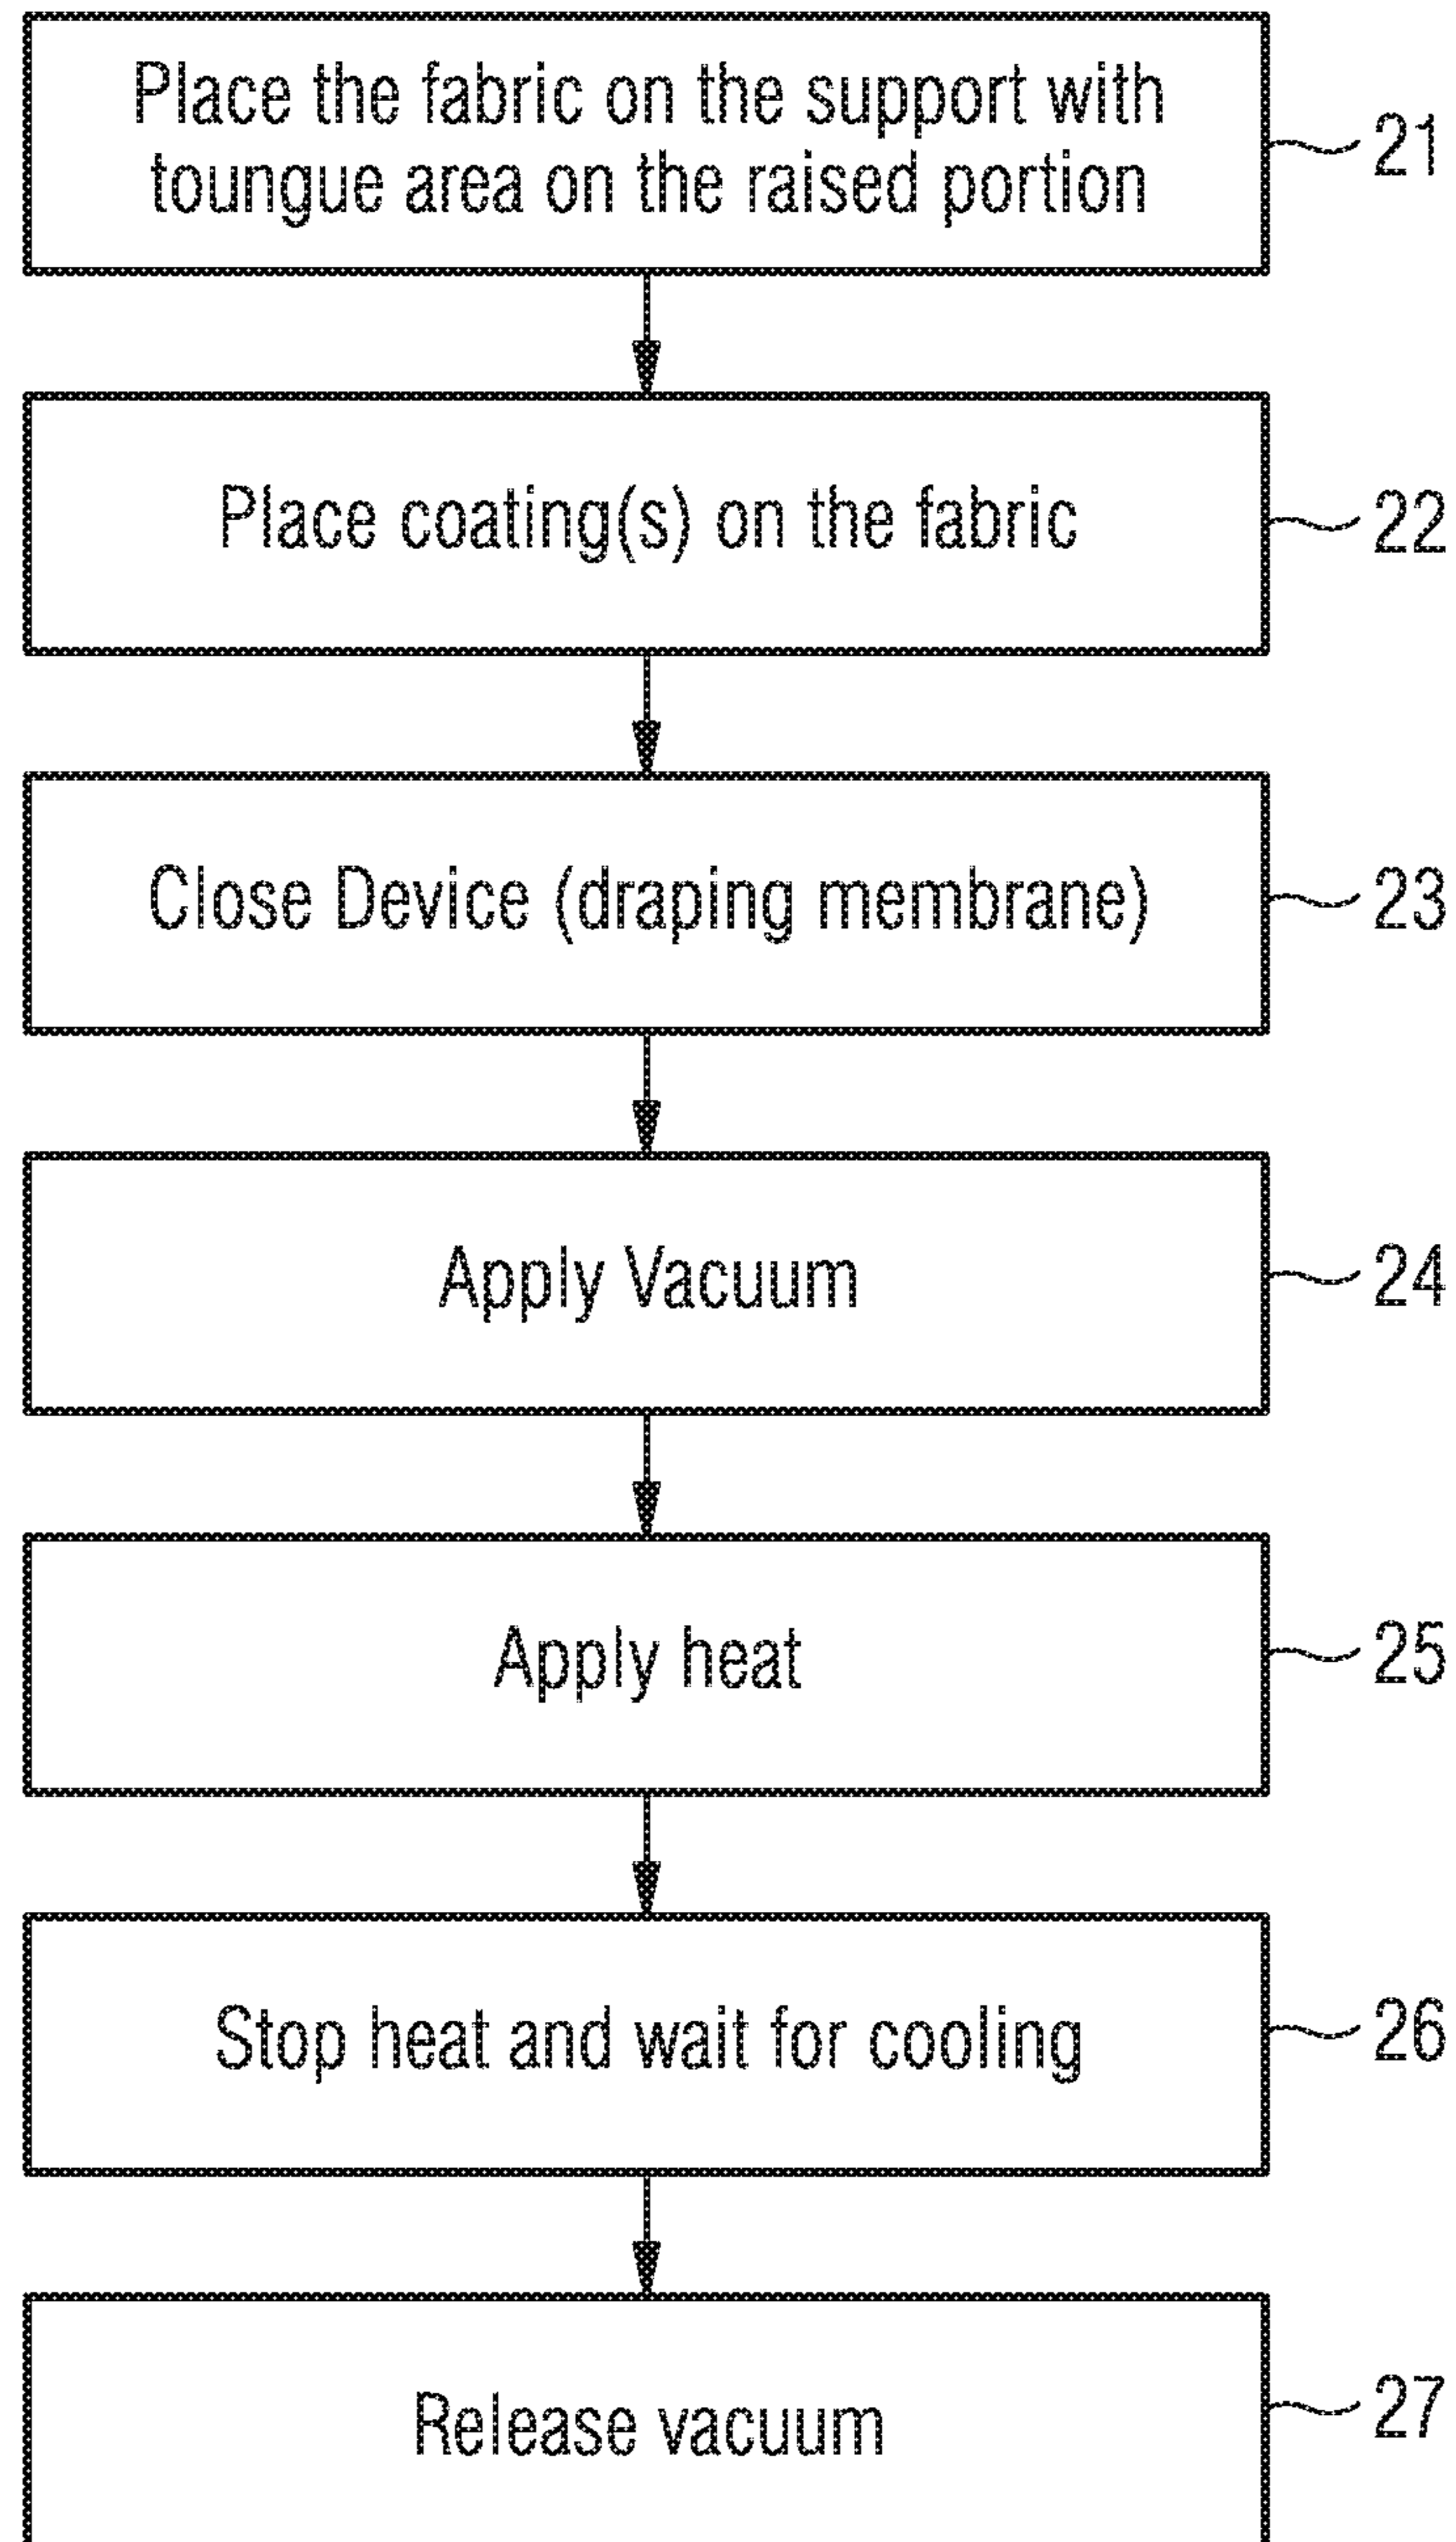 Place the fabric on the support with
toungue area on the raised portion
21
Place coating(s) on the fabric
22
Close Device (draping membrane)
23
Apply Vacuum
24
Apply heat
25
Stop heat and wait for cooling
26
Release vacuum
27